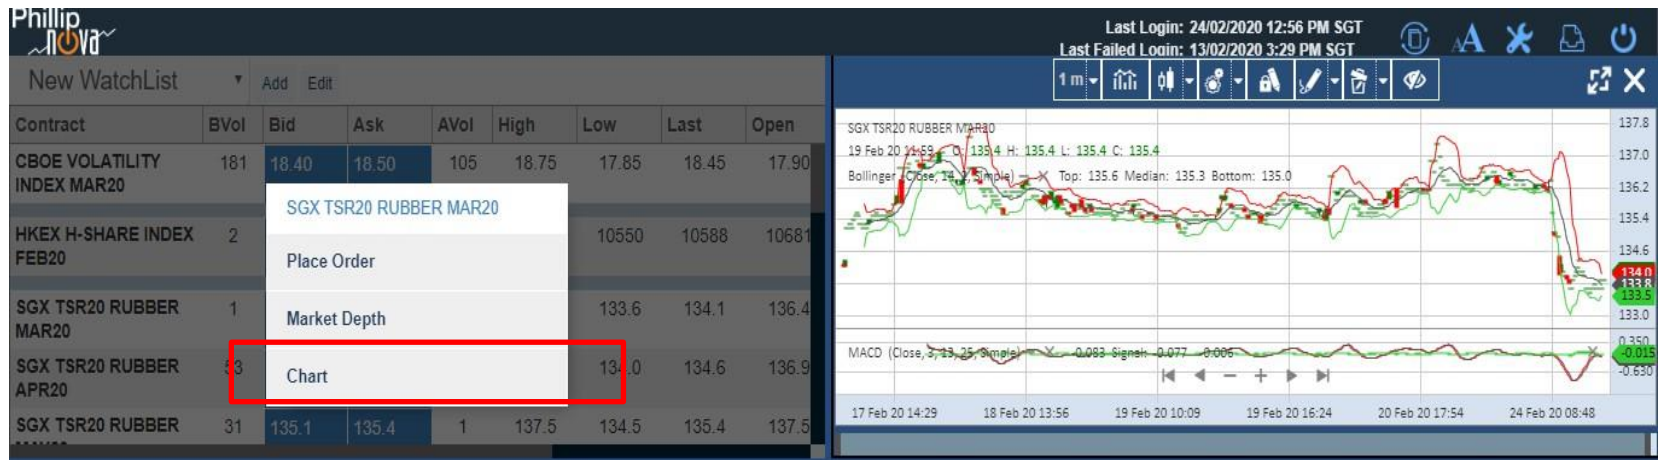 Phillip
nova
Last Login: 24/02/2020 12:56 PM SGT
Last Failed Login: 13/02/2020 3:29 PM SGT
AA
New WatchList Add Edit
1 m
Contract BVol Bid Ask AVol High Low Last Open
CBOE VOLATILITY INDEX MAR20 181 18.40 18.50 105 18.75 17.85 18.45 17.90
HKEX H-SHARE INDEX FEB20 2 10550 10588 10681
SGX TSR20 RUBBER MAR20 1 133.6 134.1 136.4
SGX TSR20 RUBBER APR20 53 134.0 134.6 136.9
SGX TSR20 RUBBER 31 135.1 135.4 1 137.5 134.5 135.4 137.5
SGX TSR20 RUBBER MAR20
Place Order
Market Depth
Chart
SGX TSR20 RUBBER MAR20
19 Feb 20 11:59 O: 135.4 H: 135.4 L: 135.4 C: 135.4
Bollinger (Close, 14, 2, Simple) Top: 135.6 Median: 135.3 Bottom: 135.0
137.8
137.0
136.2
135.4
134.6
134.0
133.8
133.5
133.0
MACD (Close, 3, 13, 25, Simple) -0.083 Signal: -0.077 -0.006
0.350
-0.015
-0.630
17 Feb 20 14:29 18 Feb 20 13:56 19 Feb 20 10:09 19 Feb 20 16:24 20 Feb 20 17:54 24 Feb 20 08:48